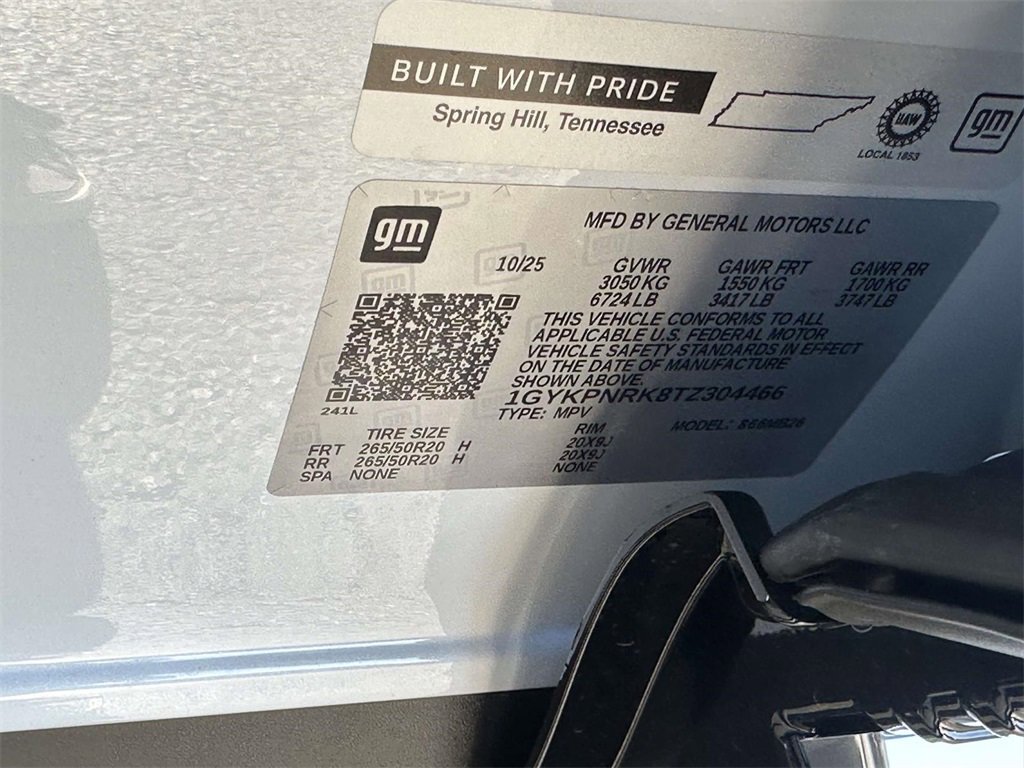 BUILT WITH PRIDE
Spring Hill, Tennessee
UAW
LOCAL 1853
gm
gm
MFD BY GENERAL MOTORS LLC
10/25
GVWR GAWR FRT GAWR RR
3050 KG 1550 KG 1700 KG
6724 LB 3417 LB 3747 LB
THIS VEHICLE CONFORMS TO ALL
APPLICABLE U.S. FEDERAL MOTOR
VEHICLE SAFETY STANDARDS IN EFFECT
ON THE DATE OF MANUFACTURE
SHOWN ABOVE.
1GYKPNRK8TZ304466
241L
TYPE: MPV
MODEL:
TIRE SIZE RIM
FRT 265/50R20 H 20X9J
RR 265/50R20 H 20X9J
SPA NONE NONE